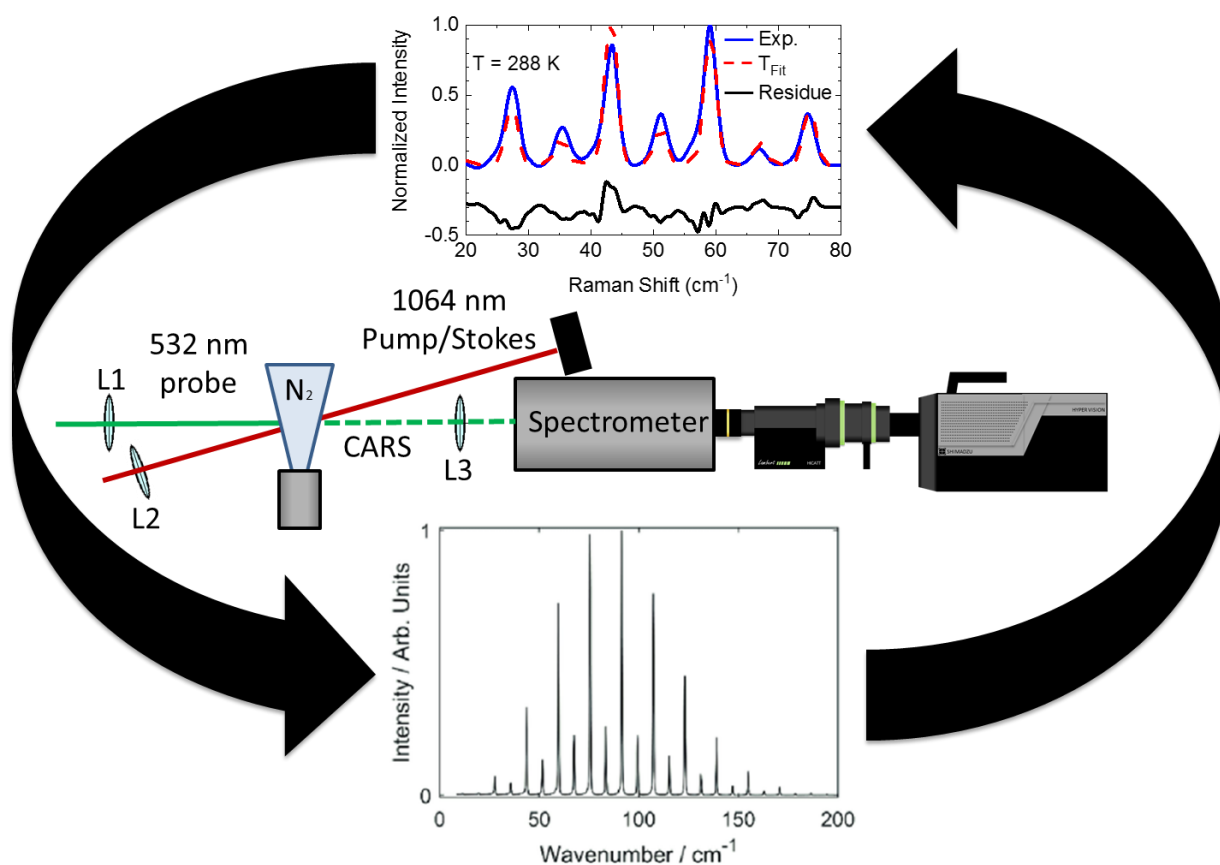 1.0
0.5
0.0
-0.5
Normalized Intensity
T = 288 K
Exp.
T_Fit
Residue
20 30 40 50 60 70 80
Raman Shift (cm⁻¹)
1064 nm
Pump/Stokes
532 nm
probe
L1
N₂
L2
CARS
L3
Spectrometer
HICATT
HYPER VISION
SHIMADZU
1
0
Intensity / Arb. Units
0 50 100 150 200
Wavenumber / cm⁻¹